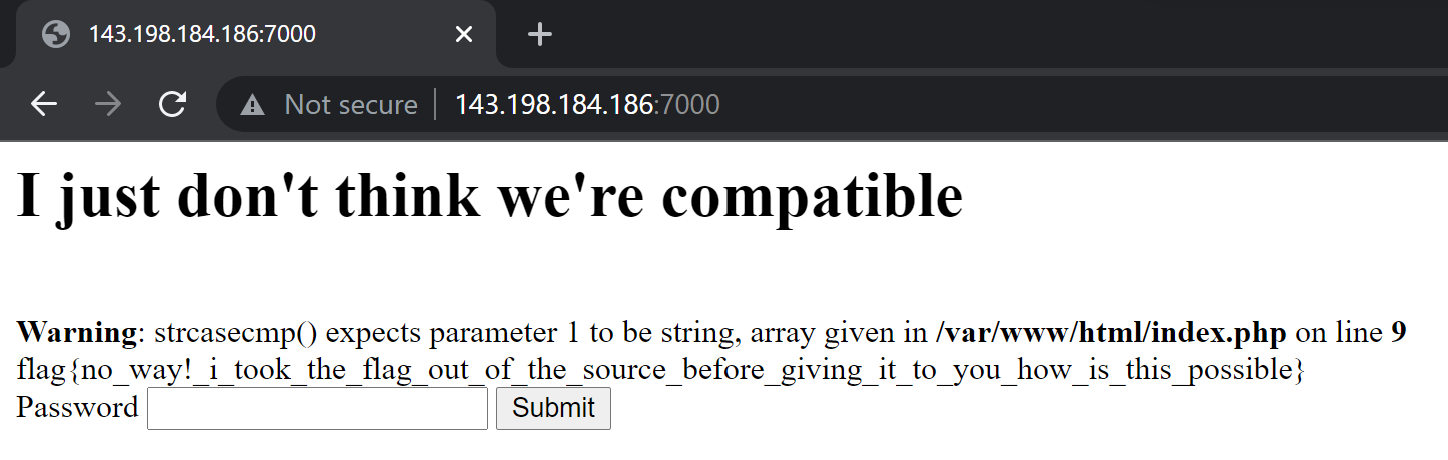 143.198.184.186:7000
Not secure 143.198.184.186:7000
I just don't think we're compatible
Warning: strcasecmp() expects parameter 1 to be string, array given in /var/www/html/index.php on line 9
flag{no_way!_i_took_the_flag_out_of_the_source_before_giving_it_to_you_how_is_this_possible}
Password Submit